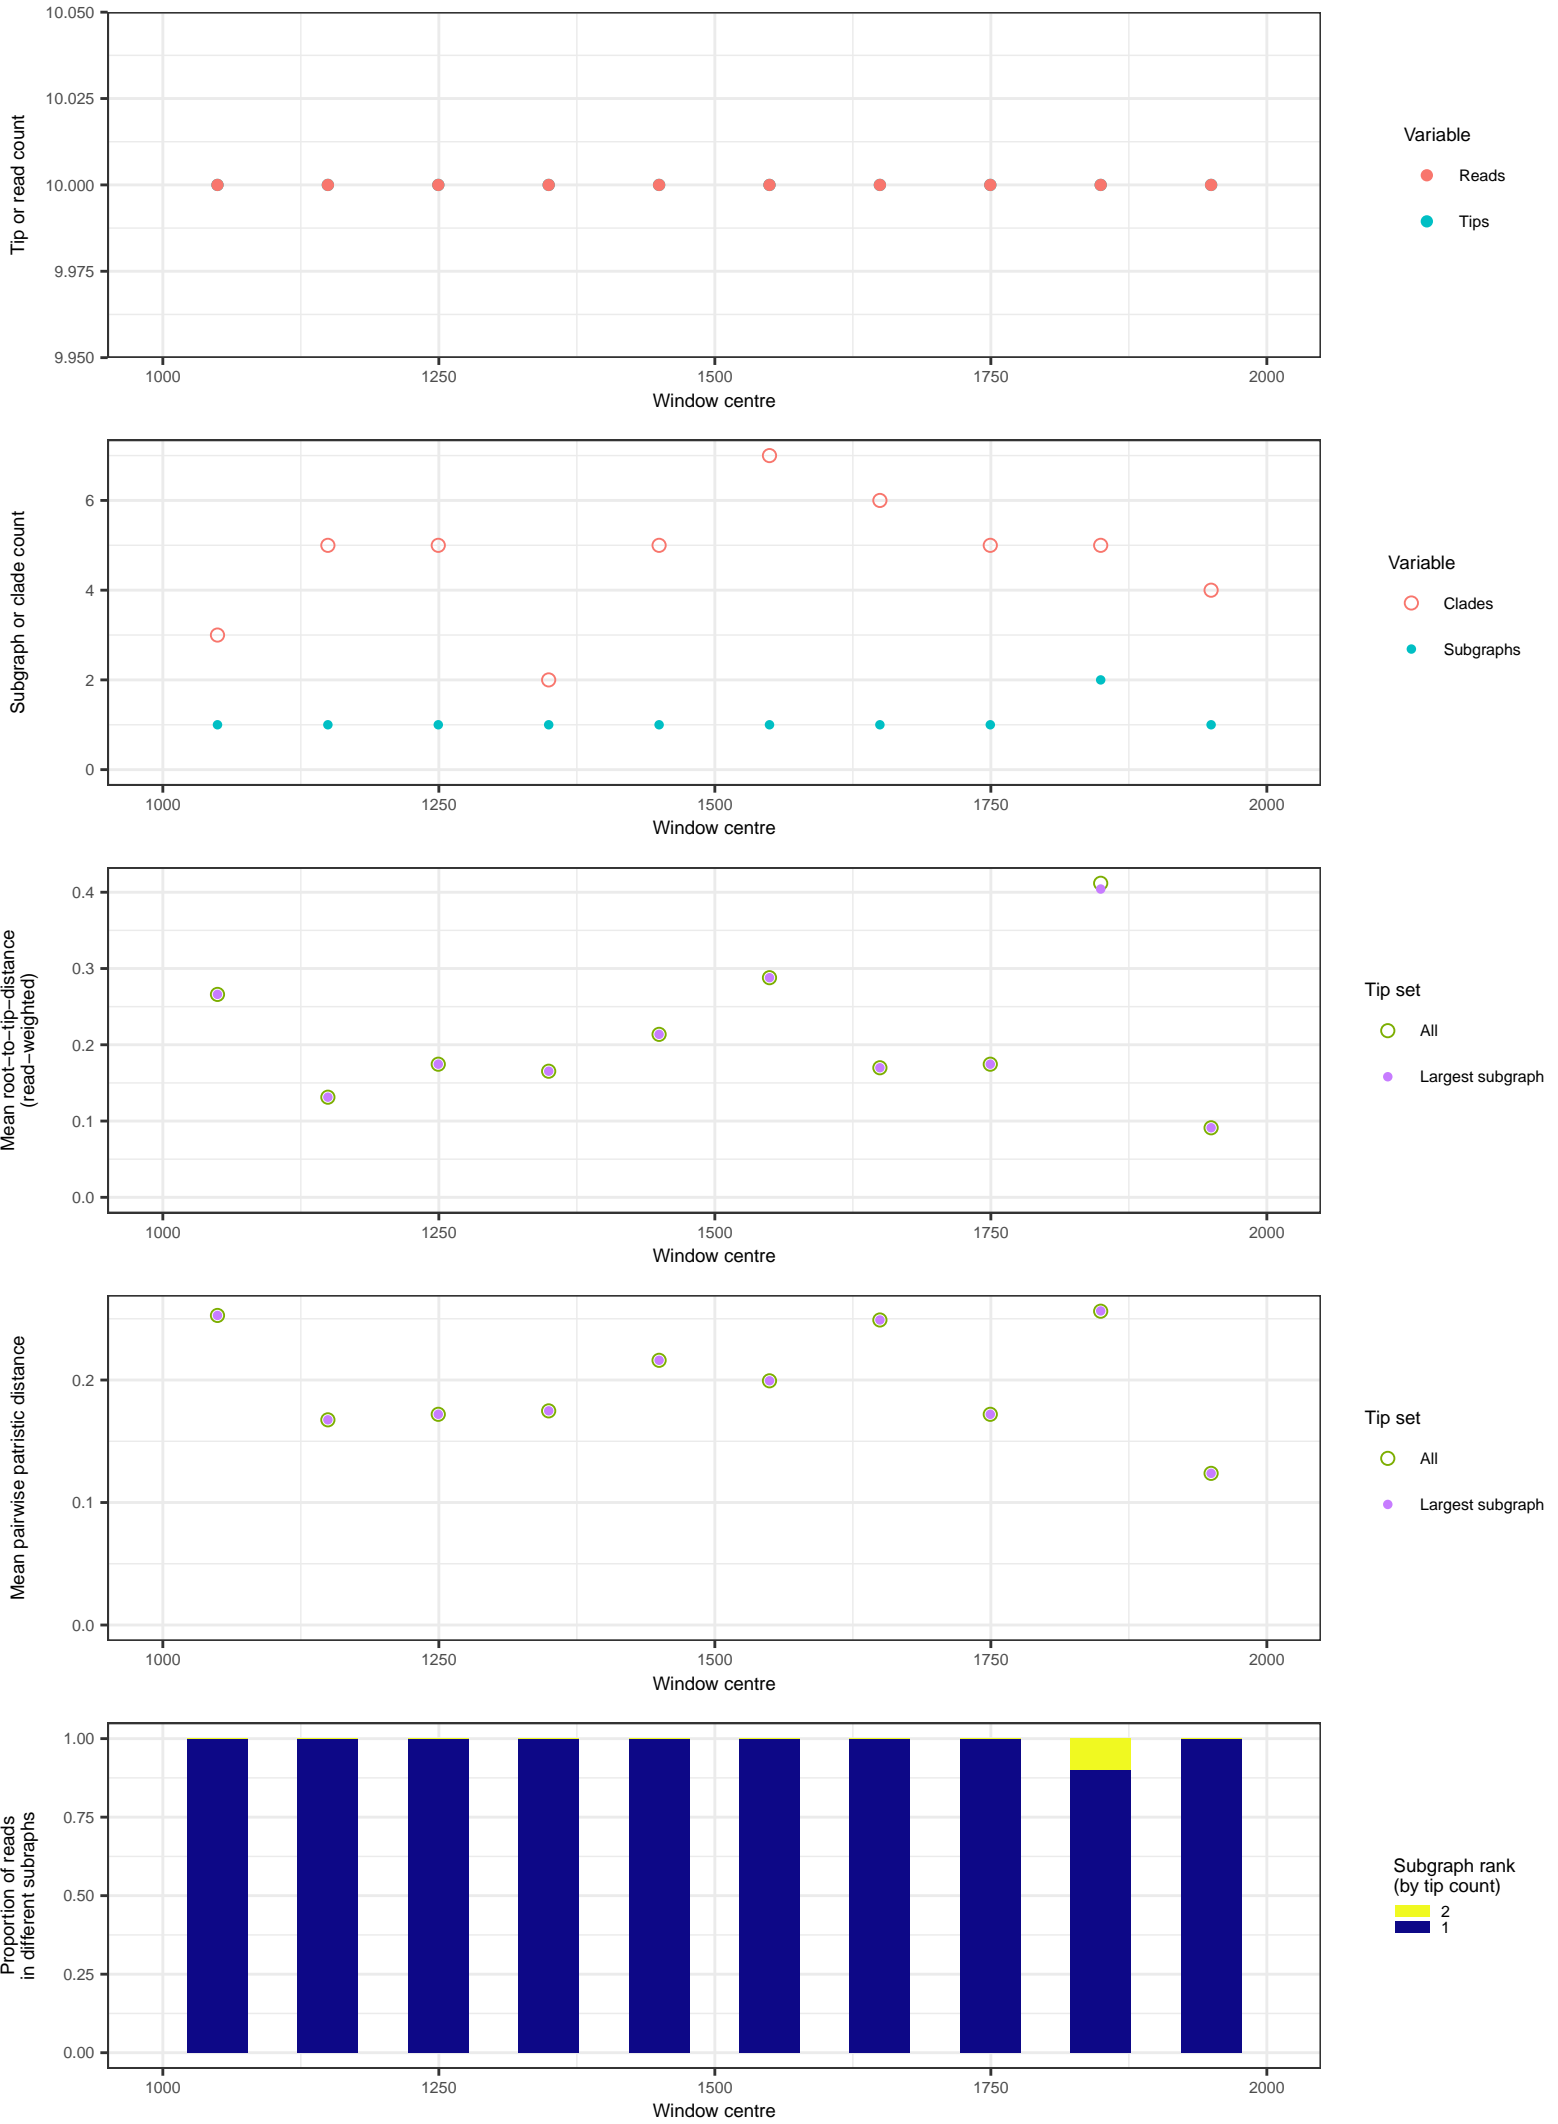 10.050
10.025
10.000
9.975
9.950
Tip or read count
1000 1250 1500 1750 2000
Window centre
Variable
Reads
Tips
6
4
2
0
Subgraph or clade count
1000 1250 1500 1750 2000
Window centre
Variable
Clades
Subgraphs
0.4
0.3
0.2
0.1
0.0
Mean root−to−tip−distance
(read−weighted)
1000 1250 1500 1750 2000
Window centre
Tip set
All
Largest subgraph
0.2
0.1
0.0
Mean pairwise patristic distance
1000 1250 1500 1750 2000
Window centre
Tip set
All
Largest subgraph
1.00
0.75
0.50
0.25
0.00
Proportion of reads
in different subraphs
1000 1250 1500 1750 2000
Window centre
Subgraph rank
(by tip count)
2
1